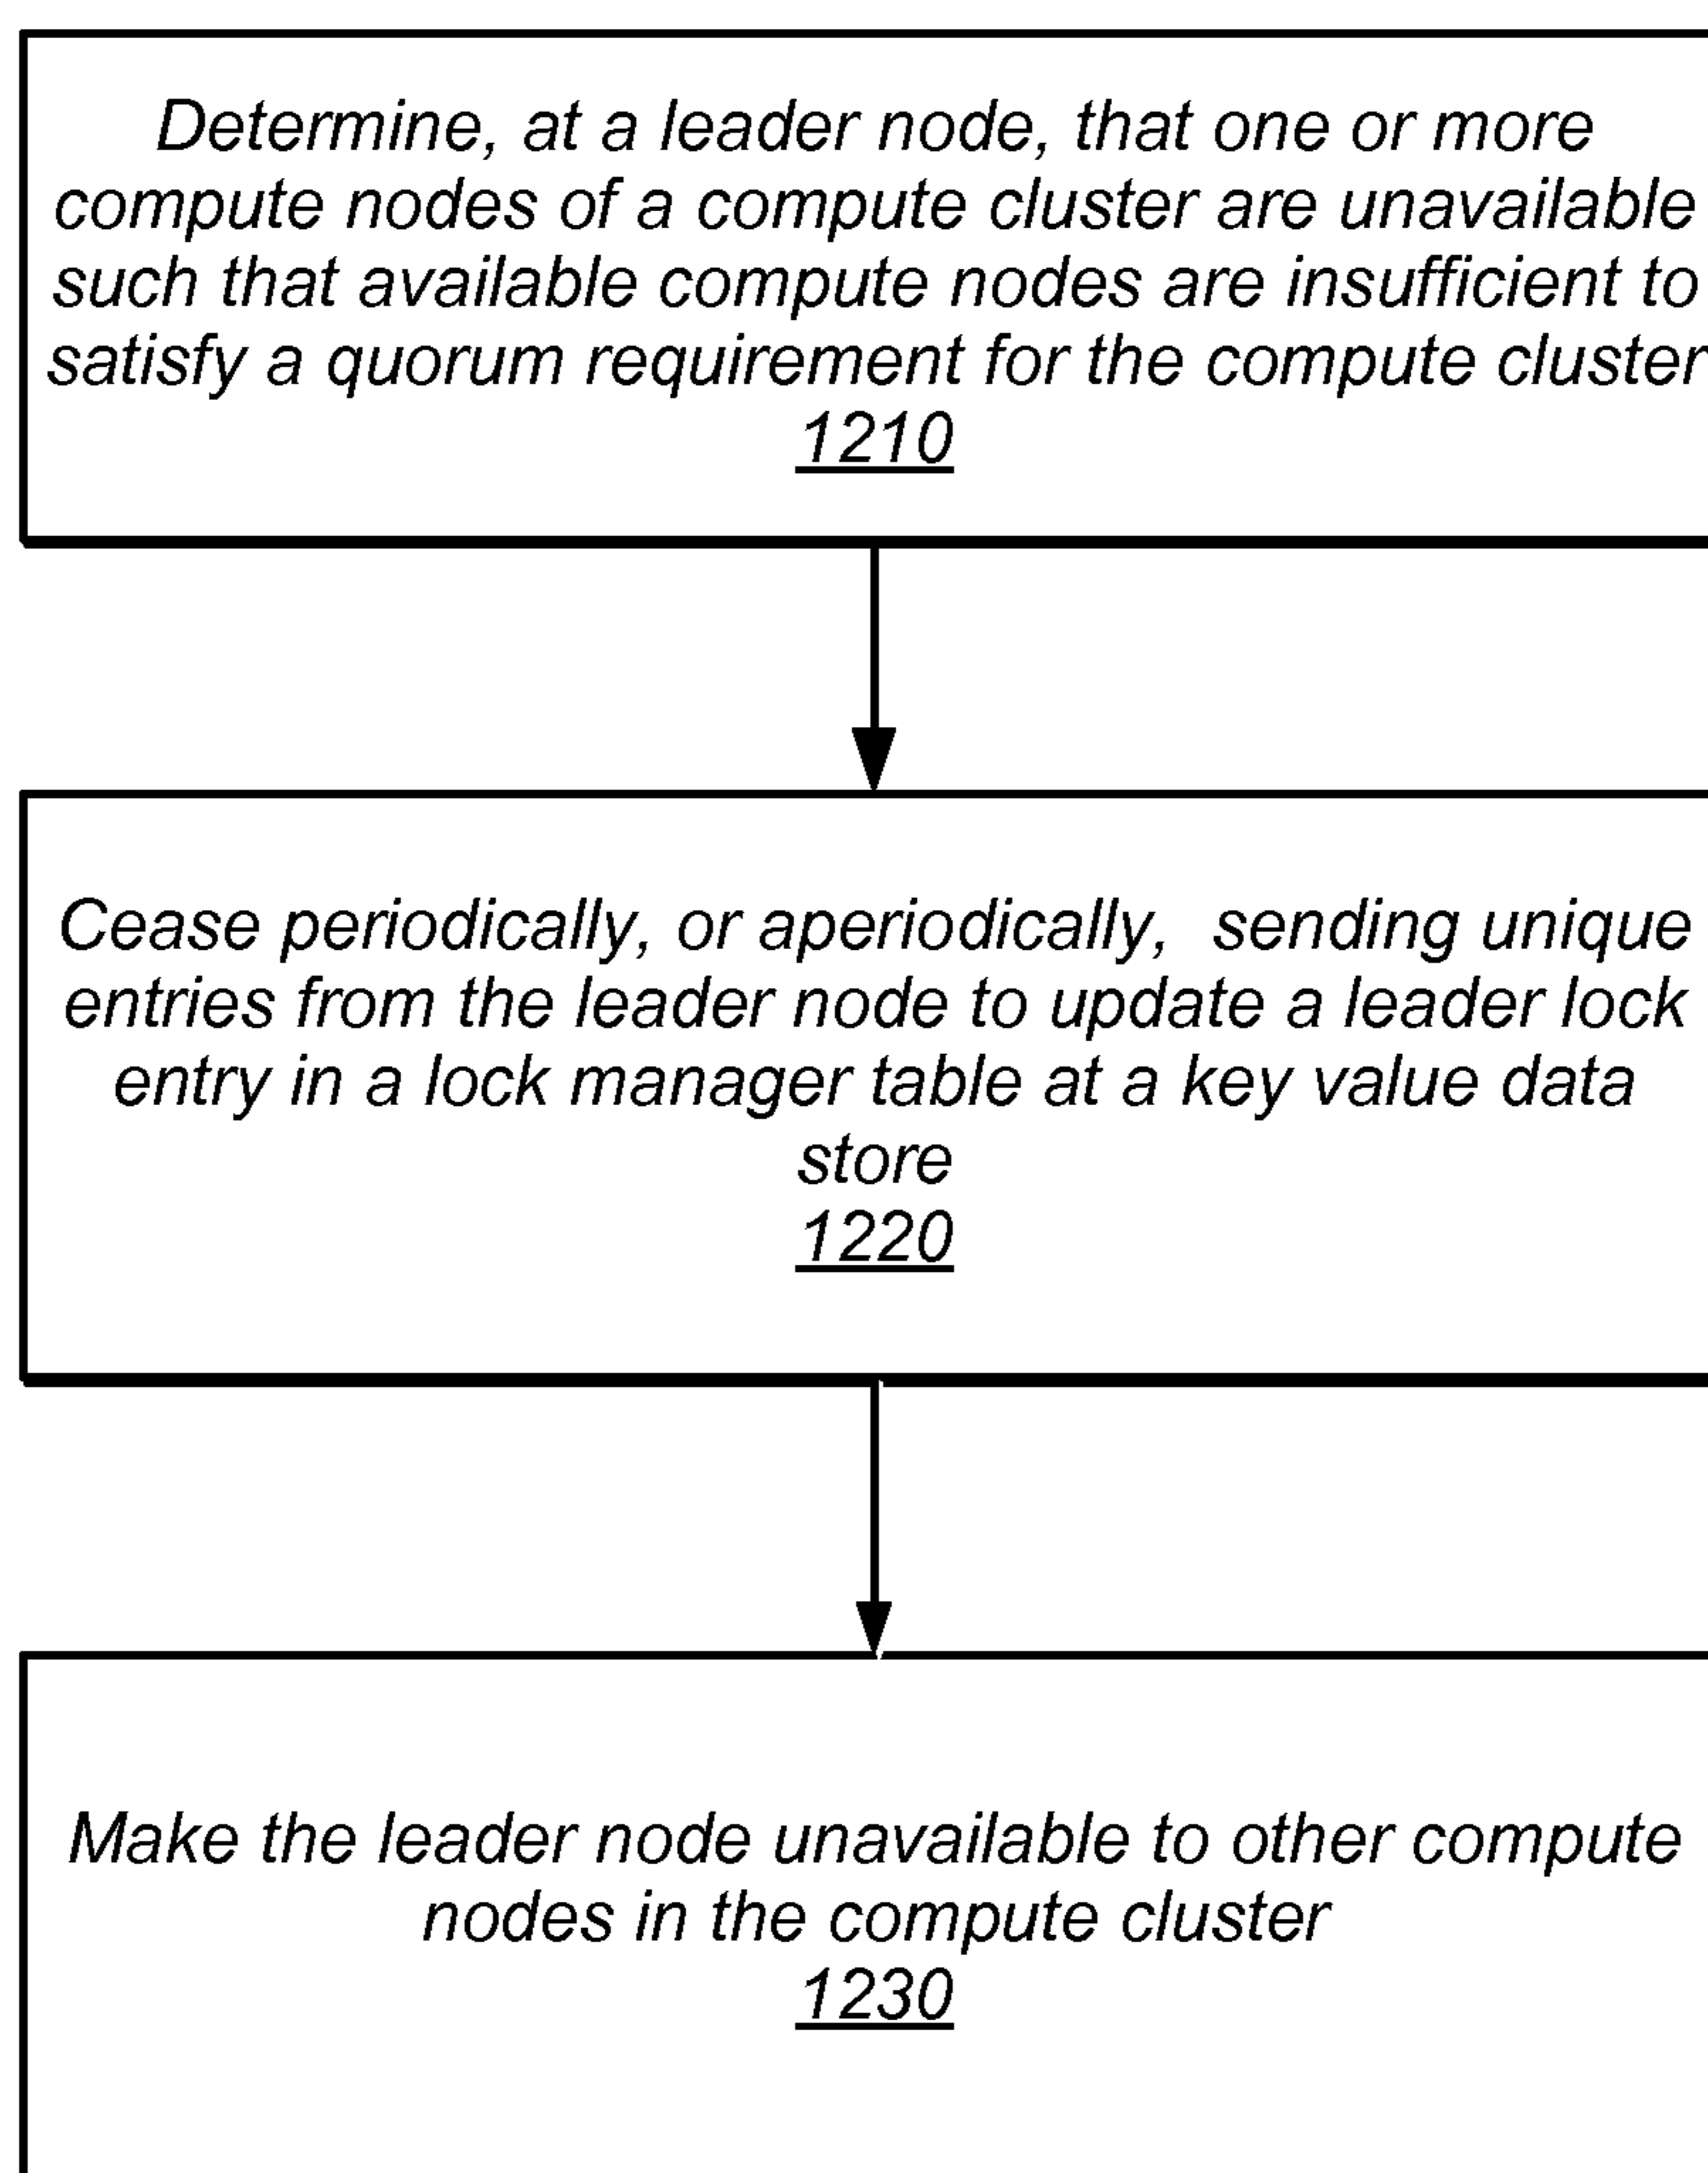 Determine, at a leader node, that one or more
compute nodes of a compute cluster are unavailable
such that available compute nodes are insufficient to
satisfy a quorum requirement for the compute cluster
1210
Cease periodically, or aperiodically, sending unique
entries from the leader node to update a leader lock
entry in a lock manager table at a key value data
store
1220
Make the leader node unavailable to other compute
nodes in the compute cluster
1230